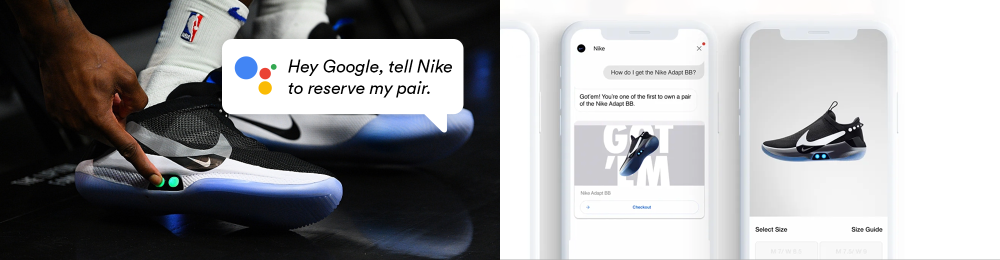 NBA
Hey Google, tell Nike
to reserve my pair.
Nike
How do I get the Nike Adapt BB?
Got'em! You're one of the first to own a pair
of the Nike Adapt BB.
GOT
'EM
Nike Adapt BB
Checkout
Select Size
Size Guide
M 7/ W 8.5
M 7.5/ W 9